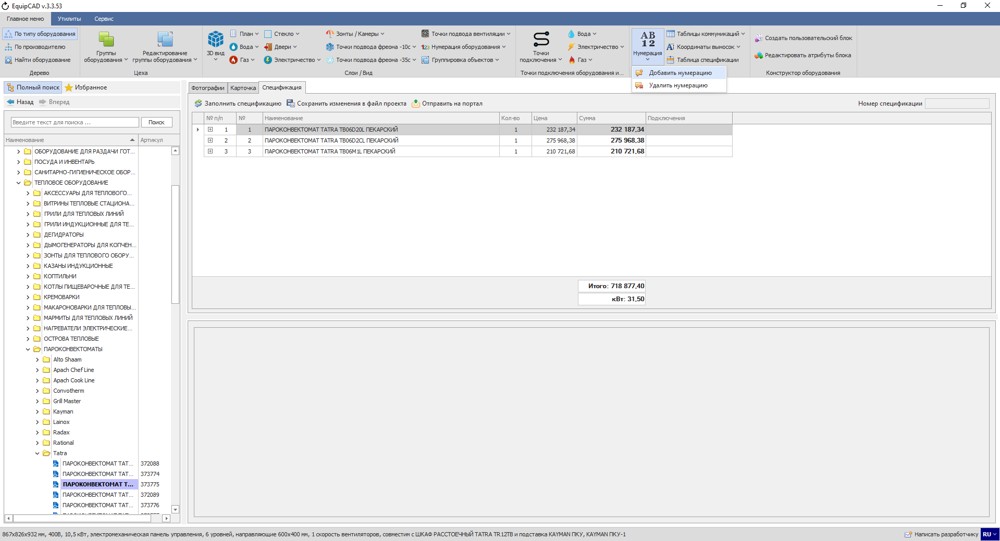 EquipCAD v.3.3.53
Главное меню
Утилиты
Сервис
По типу оборудования
По производителю
Найти оборудование
Дерево
Группы
оборудования
Редактирование
группы оборудования
Цеха
3D вид
План
Вода
Газ
Стекло
Двери
Электричество
Зонты / Камеры
Точки подвода фреона -10с
Точки подвода фреона -35с
Точки подвода вентиляции
123 Нумерация оборудования
Группировка объектов
Слои / Вид
Точки
подключения
Вода
Электричество
Газ
Точки подключения оборудования и...
AB
12
Нумерация
Таблицы коммуникаций
Координаты выносок
Таблица спецификации
Добавить нумерацию
Удалить нумерацию
Создать пользовательский блок
Редактировать атрибуты блока
Конструктор оборудования
Полный поиск
Избранное
Назад
Вперед
Введите текст для поиска ...
Поиск
Наименование
Артикул
ОБОРУДОВАНИЕ ДЛЯ РАЗДАЧИ ГОТ...
ПОСУДА И ИНВЕНТАРЬ
САНИТАРНО-ГИГИЕНИЧЕСКОЕ ОБОР...
ТЕПЛОВОЕ ОБОРУДОВАНИЕ
АКСЕССУАРЫ ДЛЯ ТЕПЛОВОГО...
ВИТРИНЫ ТЕПЛОВЫЕ СТАЦИОНА...
ГРИЛИ ДЛЯ ТЕПЛОВЫХ ЛИНИЙ
ГРИЛИ ИНДУКЦИОННЫЕ ДЛЯ ТЕ...
ДЕГИДРАТОРЫ
ДЫМОГЕНЕРАТОРЫ ДЛЯ КОПЧЕН...
ЗОНТЫ ДЛЯ ТЕПЛОВОГО ОБОРУ...
КАЗАНЫ ИНДУКЦИОННЫЕ
КОПТИЛЬНИ
КОТЛЫ ПИЩЕВАРОЧНЫЕ ДЛЯ ТЕ...
КРЕМОВАРКИ
МАКАРОНОВАРКИ ДЛЯ ТЕПЛОВЫ...
МАРМИТЫ ДЛЯ ТЕПЛОВЫХ ЛИНИЙ
НАГРЕВАТЕЛИ ЭЛЕКТРИЧЕСКИЕ...
ОСТРОВА ТЕПЛОВЫЕ
ПАРОКОНВЕКТОМАТЫ
Alto Shaam
Apach Chef Line
Apach Cook Line
Convotherm
Grill Master
Kayman
Lainox
Radax
Rational
Tatra
ПАРОКОНВЕКТОМАТ ТАТ... 372088
ПАРОКОНВЕКТОМАТ ТАТ... 373774
ПАРОКОНВЕКТОМАТ Т... 373775
ПАРОКОНВЕКТОМАТ ТАТ... 372089
ПАРОКОНВЕКТОМАТ ТАТ... 373776
Фотографии
Карточка
Спецификация
Заполнить спецификацию
Сохранить изменения в файл проекта
Отправить на портал
Номер спецификации
№ п/п № Наименование Кол-во Цена Сумма Подключения
1 1 ПАРОКОНВЕКТОМАТ TATRA TB06D20L ПЕКАРСКИЙ 1 232 187,34 232 187,34
2 2 ПАРОКОНВЕКТОМАТ TATRA TB06D2CL ПЕКАРСКИЙ 1 275 968,38 275 968,38
3 3 ПАРОКОНВЕКТОМАТ TATRA TB06M1L ПЕКАРСКИЙ 1 210 721,68 210 721,68
Итого: 718 877,40
кВт: 31,50
867x826x932 мм, 400В, 10,5 кВт, электромеханическая панель управления, 6 уровней, направляющие 600x400 мм, 1 скорость вентиляторов, совместим с ШКАФ РАССТОЕЧНЫЙ TATRA TR12TB и подставка KAYMAN ПКУ, KAYMAN ПКУ-1
Написать разработчику
RU